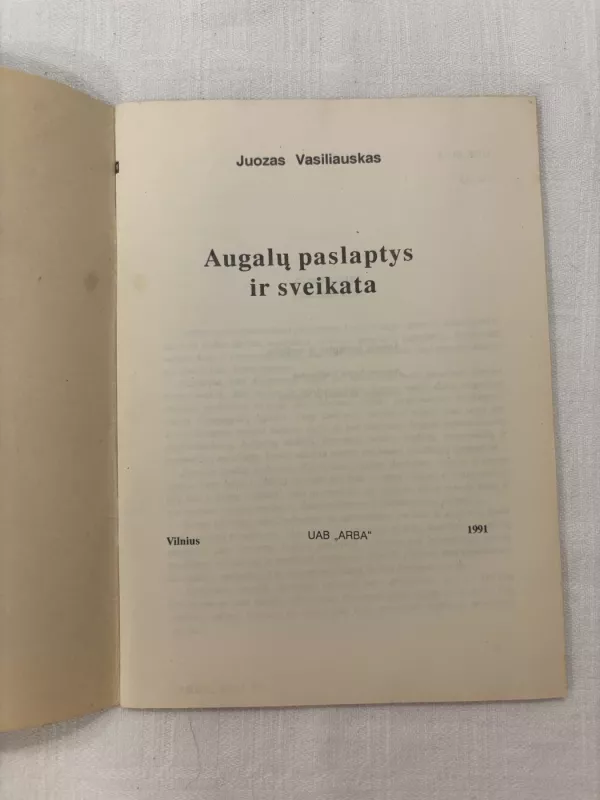 Juozas Vasiliauskas
Augalų paslaptys
ir sveikata
Vilnius UAB „ARBA“ 1991